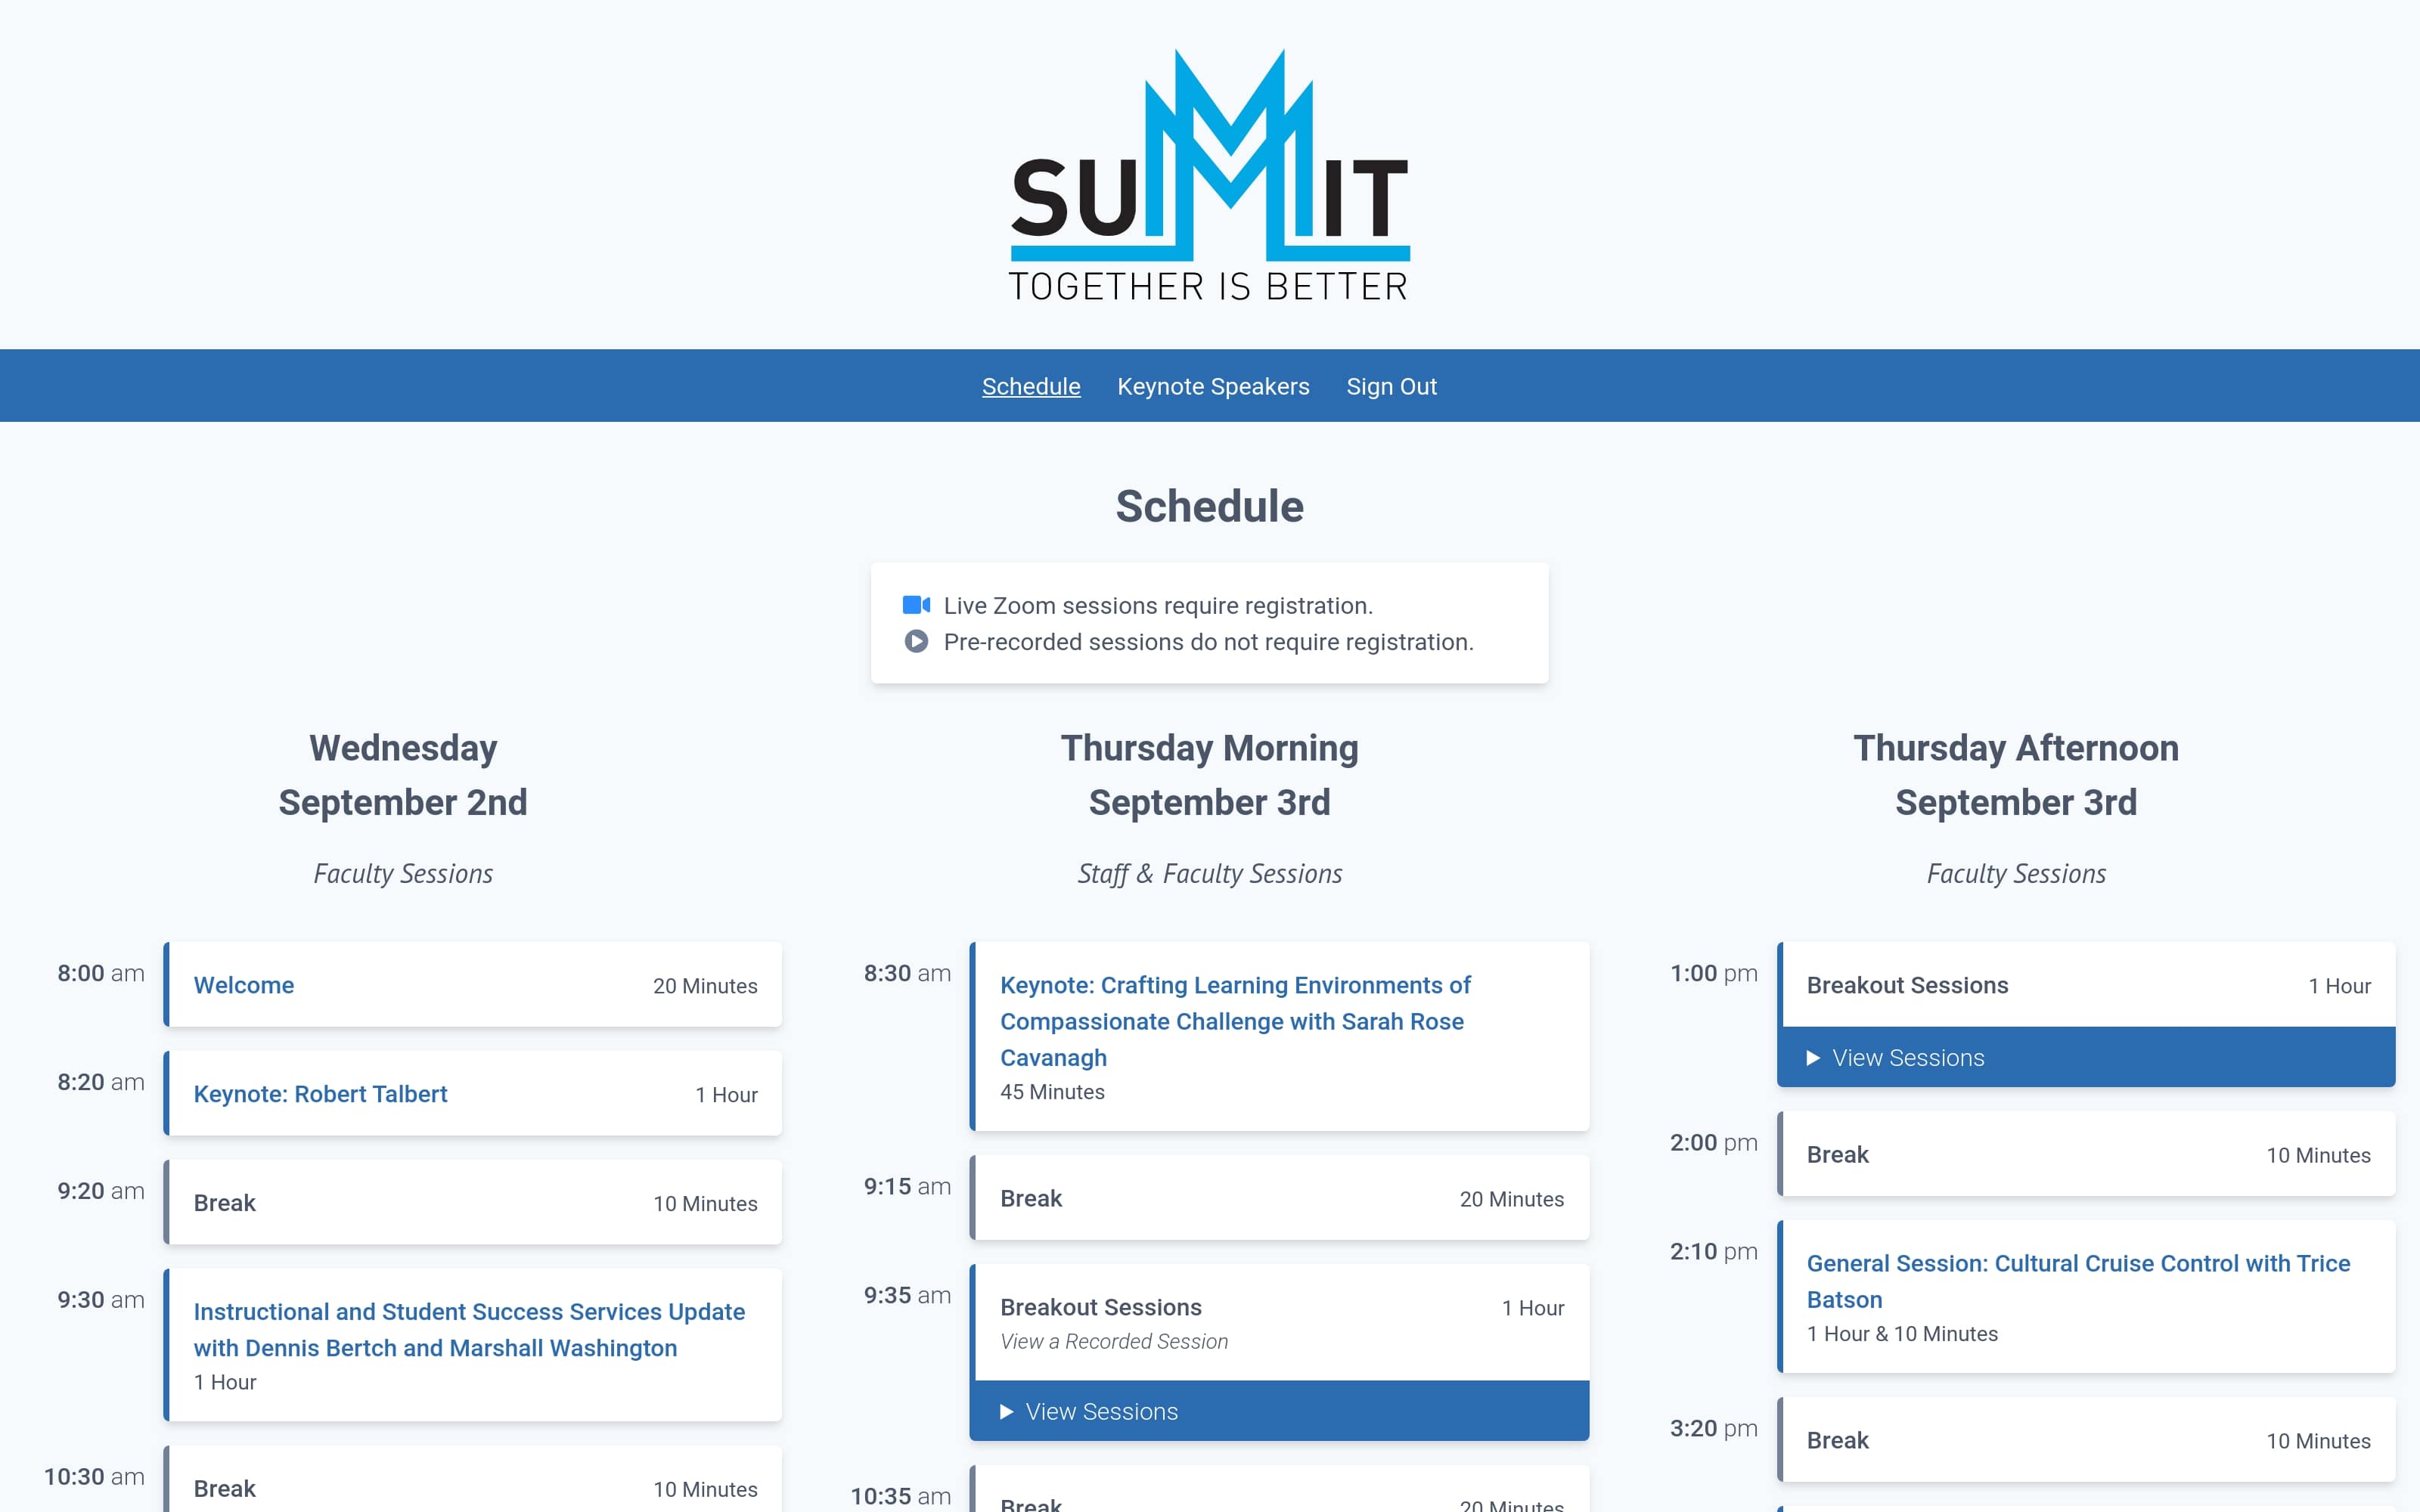 SUMMIT
TOGETHER IS BETTER
Schedule Keynote Speakers Sign Out
Schedule
Live Zoom sessions require registration.
Pre-recorded sessions do not require registration.
Wednesday
September 2nd
Faculty Sessions
8:00 am
Welcome 20 Minutes
8:20 am
Keynote: Robert Talbert 1 Hour
9:20 am
Break 10 Minutes
9:30 am
Instructional and Student Success Services Update
with Dennis Bertch and Marshall Washington
1 Hour
10:30 am
Break 10 Minutes
Thursday Morning
September 3rd
Staff & Faculty Sessions
8:30 am
Keynote: Crafting Learning Environments of
Compassionate Challenge with Sarah Rose
Cavanagh
45 Minutes
9:15 am
Break 20 Minutes
9:35 am
Breakout Sessions 1 Hour
View a Recorded Session
View Sessions
10:35 am
Break 20 Minutes
Thursday Afternoon
September 3rd
Faculty Sessions
1:00 pm
Breakout Sessions 1 Hour
View Sessions
2:00 pm
Break 10 Minutes
2:10 pm
General Session: Cultural Cruise Control with Trice
Batson
1 Hour & 10 Minutes
3:20 pm
Break 10 Minutes